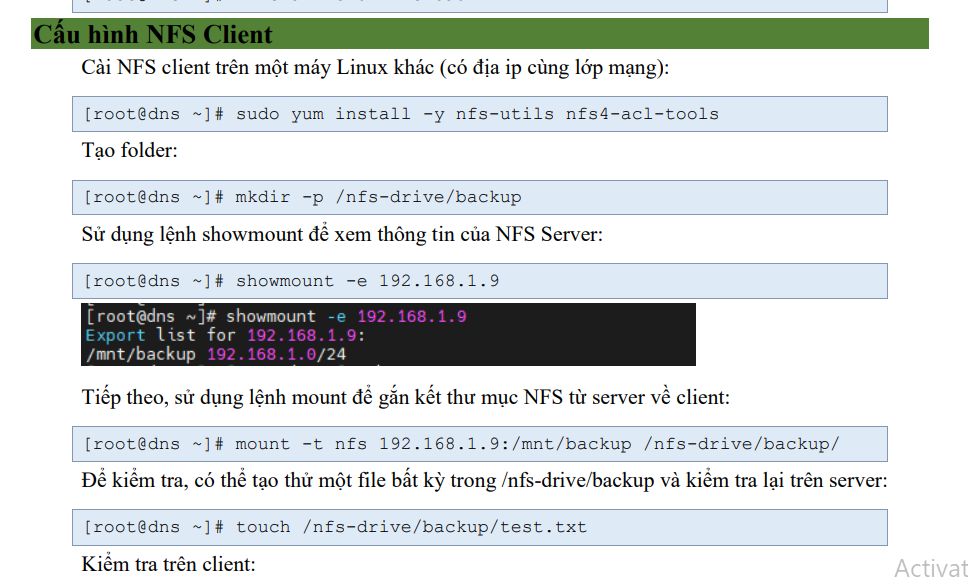 Cấu hình NFS Client
Cài NFS client trên một máy Linux khác (có địa ip cùng lớp mạng):
[root@dns ~]# sudo yum install -y nfs-utils nfs4-acl-tools
Tạo folder:
[root@dns ~]# mkdir -p /nfs-drive/backup
Sử dụng lệnh showmount để xem thông tin của NFS Server:
[root@dns ~]# showmount -e 192.168.1.9
[root@dns ~]# showmount -e 192.168.1.9
Export list for 192.168.1.9:
/mnt/backup 192.168.1.0/24
Tiếp theo, sử dụng lệnh mount để gắn kết thư mục NFS từ server về client:
[root@dns ~]# mount -t nfs 192.168.1.9:/mnt/backup /nfs-drive/backup/
Để kiểm tra, có thể tạo thử một file bất kỳ trong /nfs-drive/backup và kiểm tra lại trên server:
[root@dns ~]# touch /nfs-drive/backup/test.txt
Kiểm tra trên client:
Activat